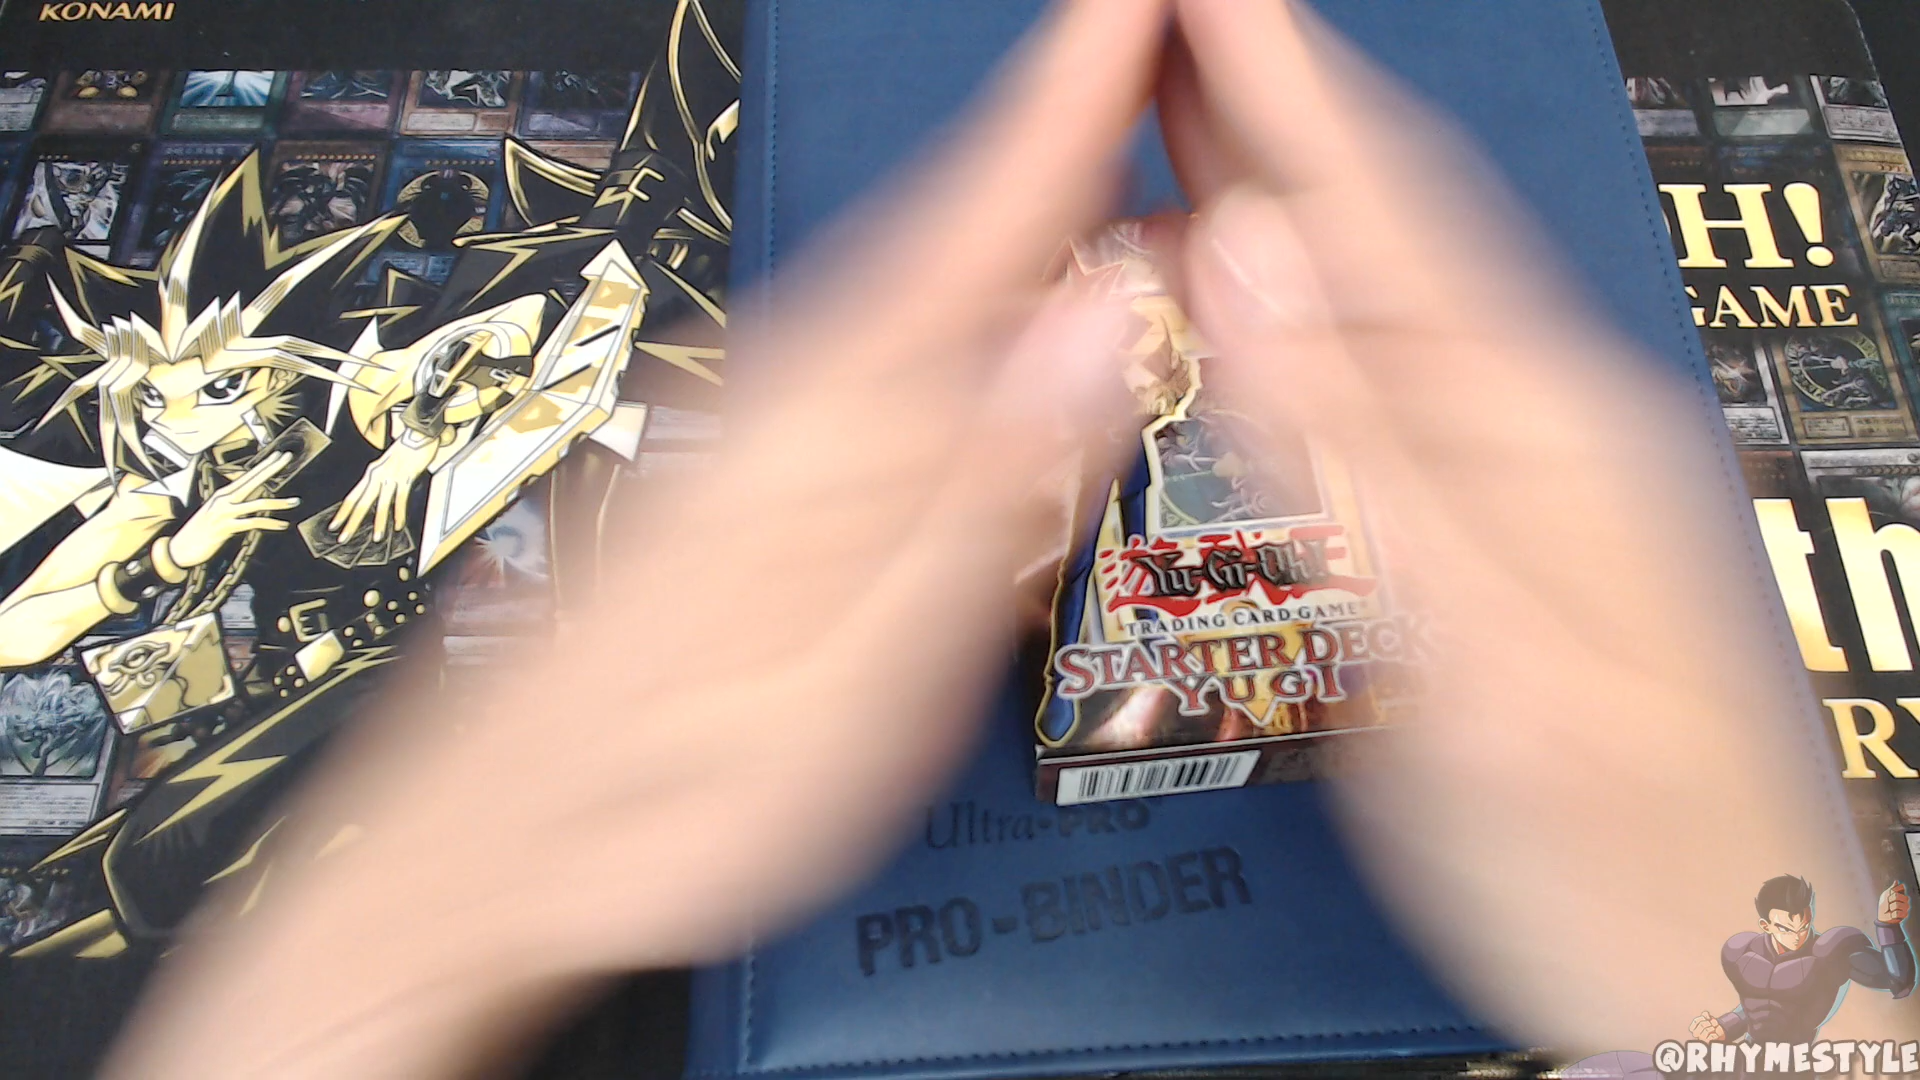 KONAMI
OH!
GAME
th
RY
Yu-Gi-Oh!
TRADING CARD GAME
STARTER DECK
YUGI
Ultra-PRO
PRO-BINDER
@RHYMESTYLE